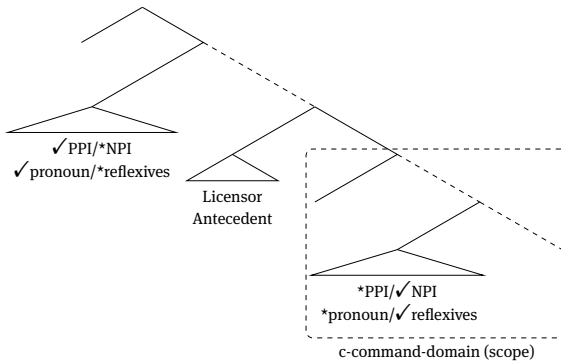 ✓PPI/*NPI
✓pronoun/*reflexives
Licensor
Antecedent
*PPI/✓NPI
*pronoun/✓reflexives
c-command-domain (scope)